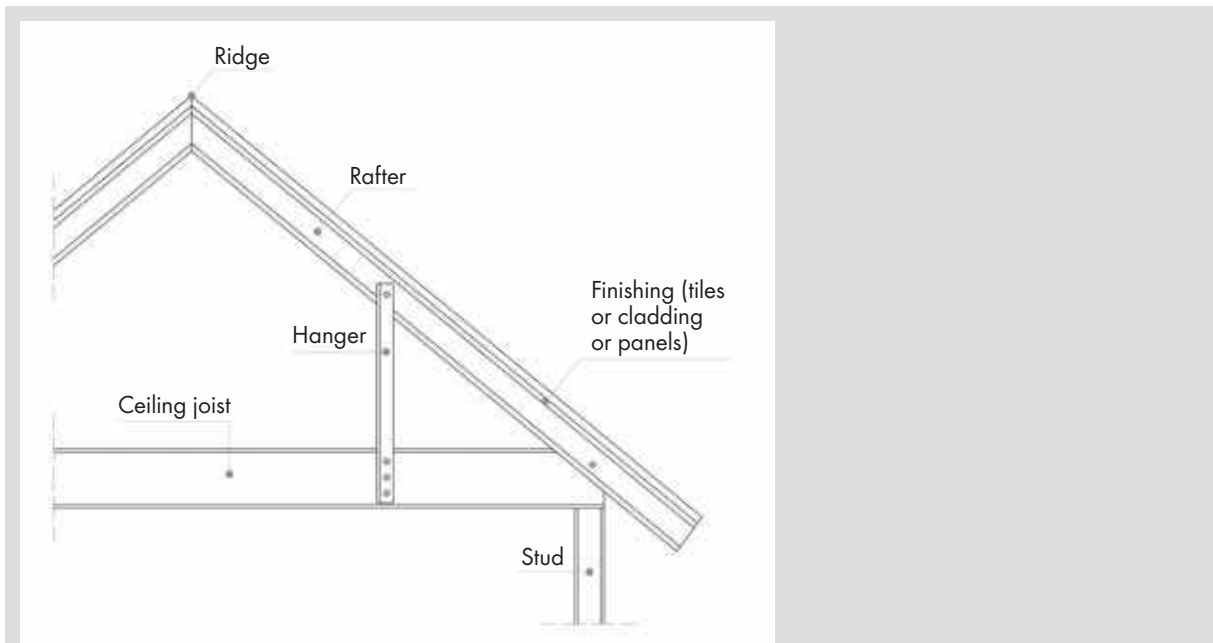 Ridge
Rafter
Finishing (tiles
or cladding
or panels)
Hanger
Ceiling joist
Stud